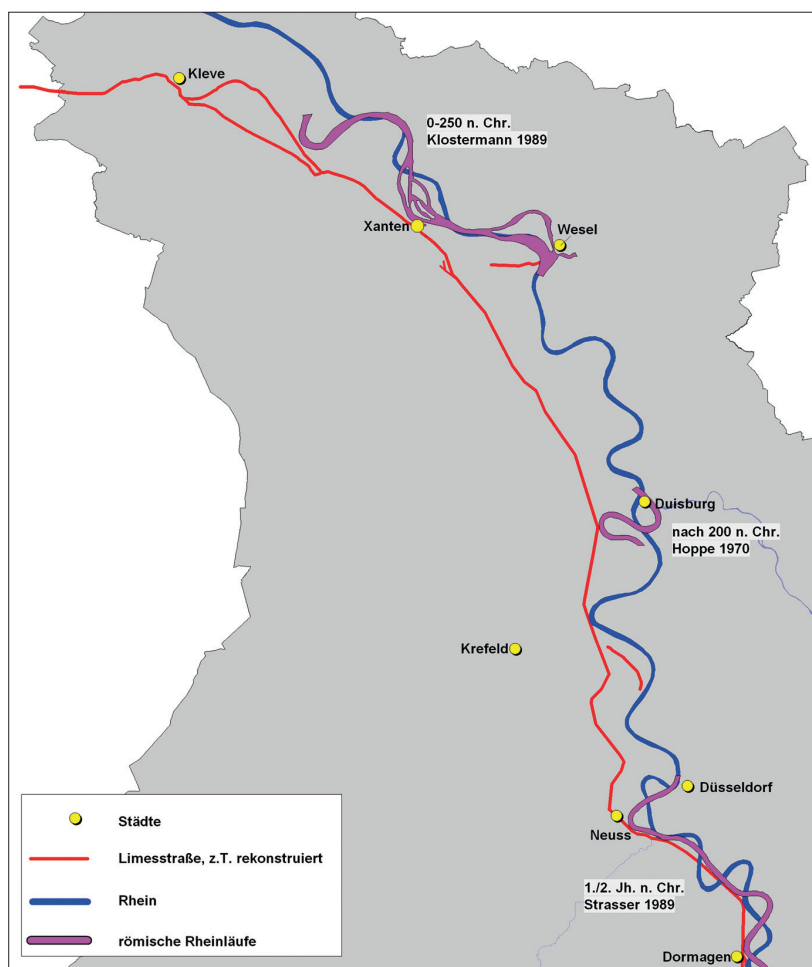 Kleve
0-250 n. Chr.
Klostermann 1989
Xanten
Wesel
Duisburg
nach 200 n. Chr.
Hoppe 1970
Krefeld
Düsseldorf
Neuss
1./2. Jh. n. Chr.
Strasser 1989
Dormagen
Städte
Limesstraße, z.T. rekonstruiert
Rhein
römische Rheinläufe